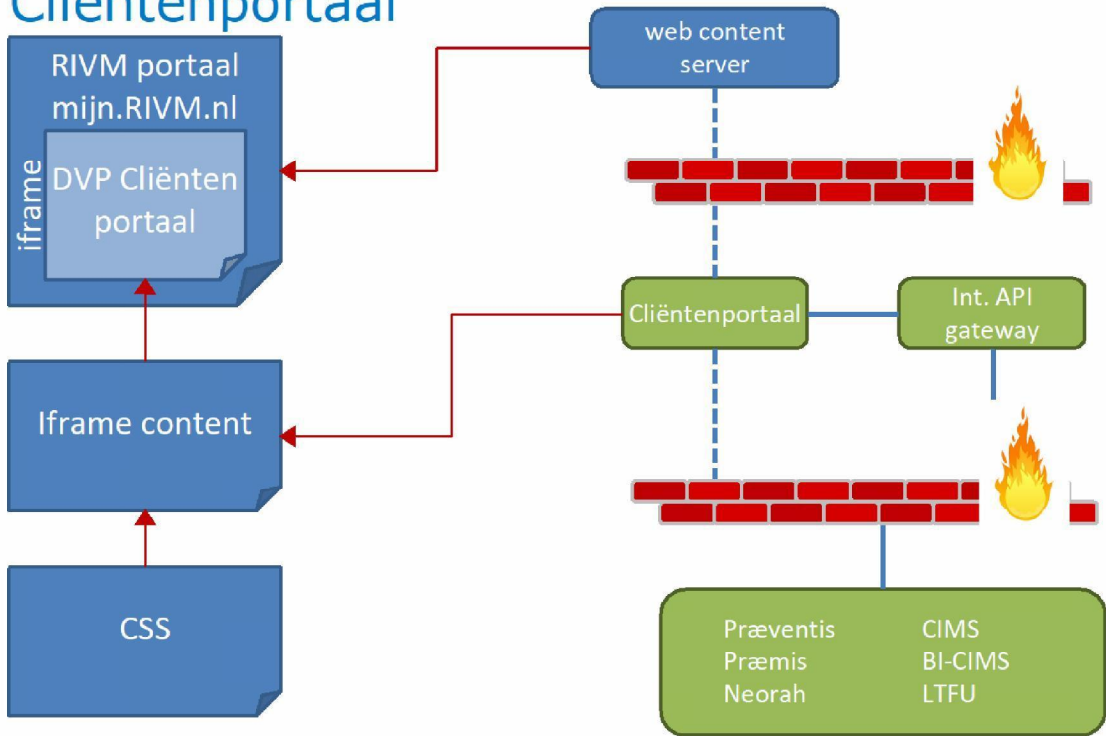 Cliëntenportaal
RIVM portaal
mijn.RIVM.nl
iframe
DVP Cliënten
portaal
Iframe content
CSS
web content
server
Cliëntenportaal
Int. API
gateway
Præventis
Præmis
Neorah
CIMS
BI-CIMS
LTFU